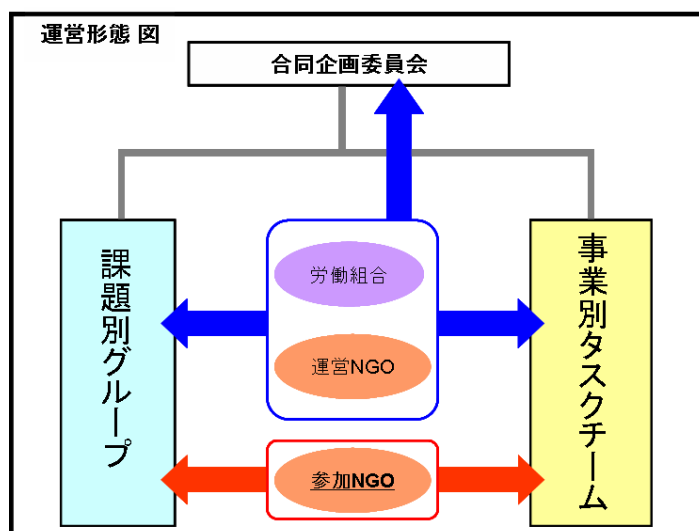 運営形態 図
合同企画委員会
課題別グループ
労働組合
運営NGO
参加NGO
事業別タスクチーム